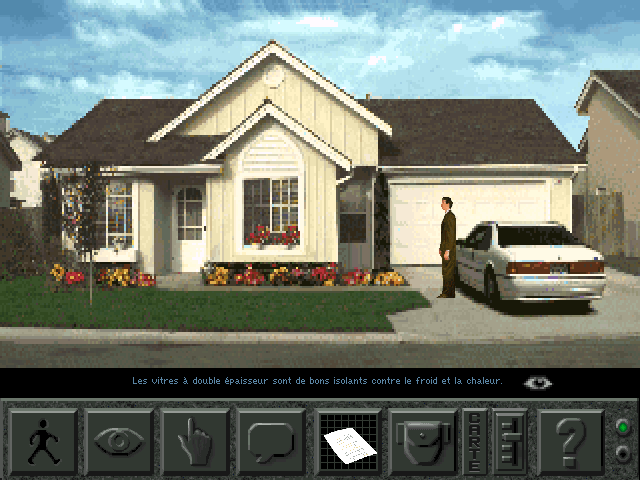 Les vitres à double épaisseur sont de bons isolants contre le froid et la chaleur.
CARTE
?